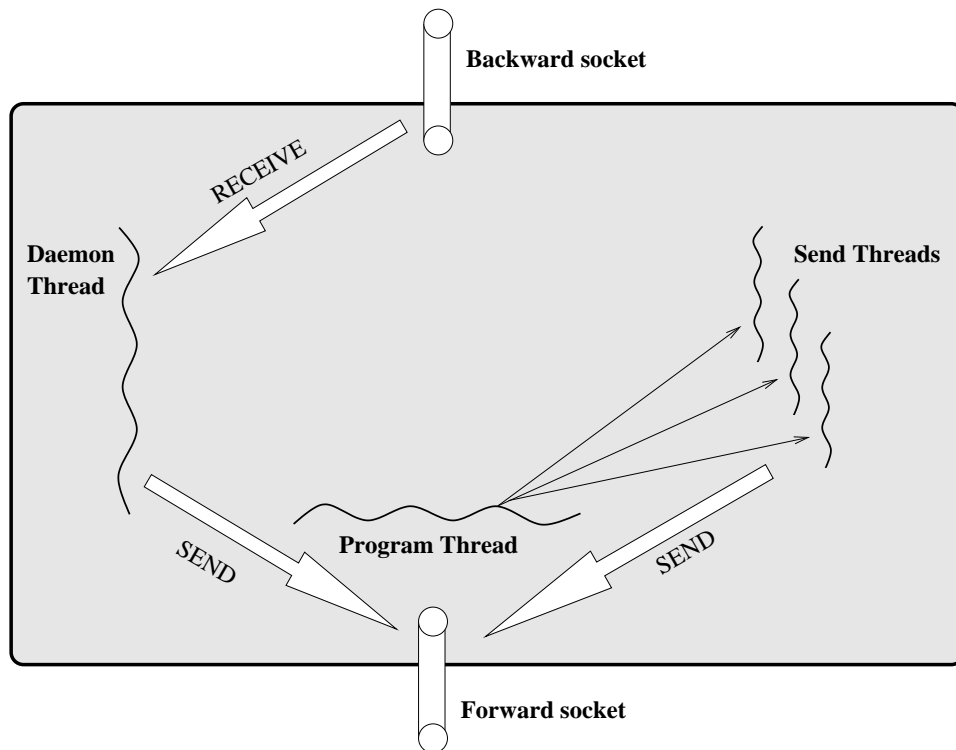 Backward socket
RECEIVE
Daemon
Thread
Send Threads
Program Thread
SEND
SEND
Forward socket